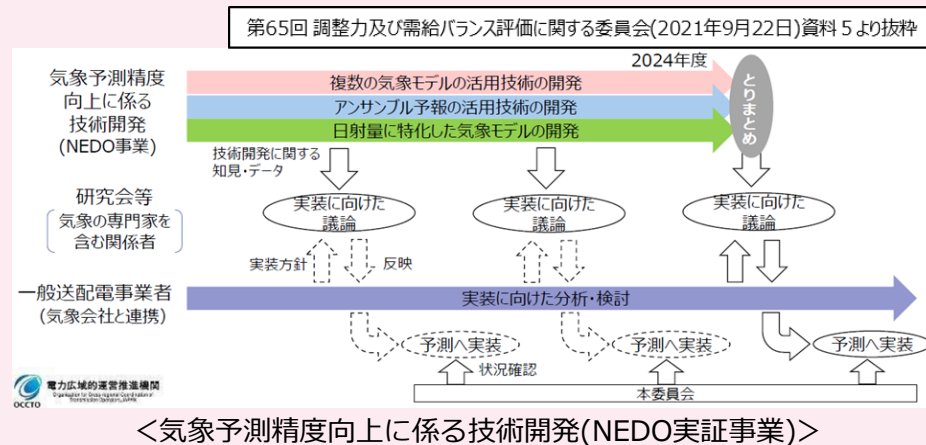 第65回 調整力及び需給バランス評価に関する委員会(2021年9月22日)資料５より抜粋
気象予測精度
向上に係る
技術開発
(NEDO事業)
2024年度
複数の気象モデルの活用技術の開発
アンサンブル予報の活用技術の開発
日射量に特化した気象モデルの開発
とりまとめ
技術開発に関する
知見・データ
研究会等
気象の専門家を
含む関係者
実装に向けた
議論
実装に向けた
議論
実装に向けた
議論
実装方針
反映
一般送配電事業者
(気象会社と連携)
実装に向けた分析・検討
予測へ実装
予測へ実装
予測へ実装
状況確認
本委員会
OCCTO
電力広域的運営推進機関
Organization for Cross-regional Coordination of
Transmission Operators, JAPAN
＜気象予測精度向上に係る技術開発(NEDO実証事業)＞